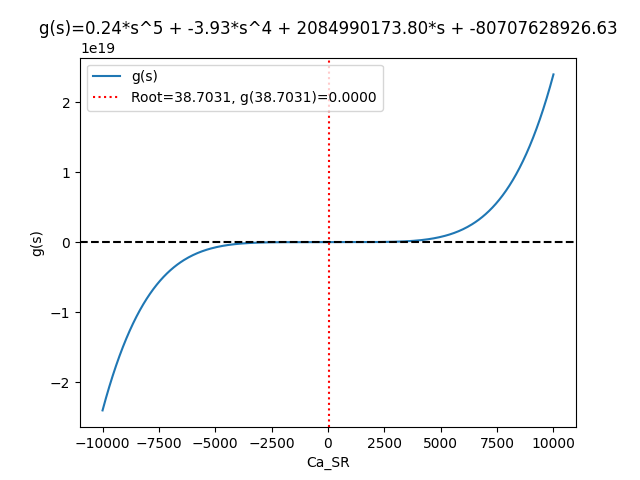 g(s)=0.24*s^5 + -3.93*s^4 + 2084990173.80*s + -80707628926.63
1e19
g(s)
Root=38.7031, g(38.7031)=0.0000
2
1
0
−1
−2
g(s)
−10000 −7500 −5000 −2500 0 2500 5000 7500 10000
Ca_SR